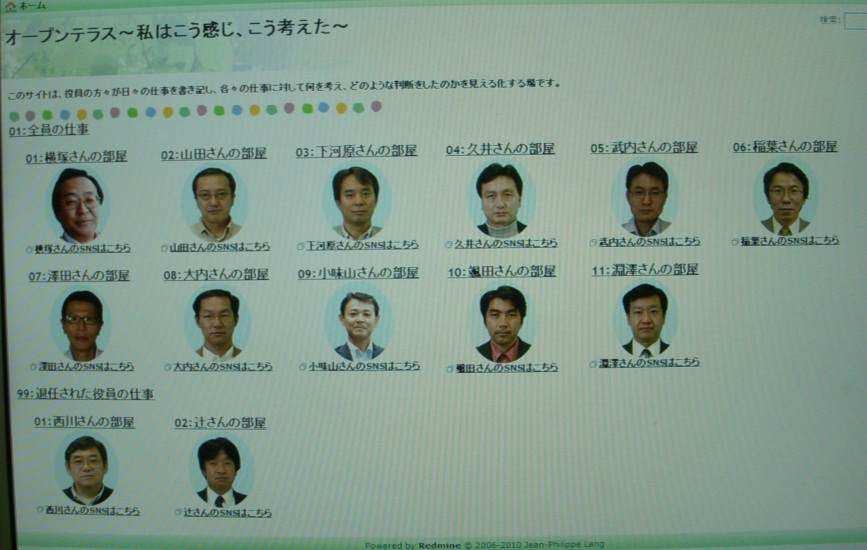 ホーム
検索:
オープンテラス～私はこう感じ、こう考えた～
このサイトは、役員の方々が日々の仕事を書き記し、各々の仕事に対して何を考え、どのような判断をしたのかを見える化する場です。
01:全員の仕事
01:横塚さんの部屋 02:山田さんの部屋 03:下河原さんの部屋 04:久井さんの部屋 05:武内さんの部屋 06:稲葉さんの部屋
横塚さんのSNSはこちら 山田さんのSNSはこちら 下河原さんのSNSはこちら 久井さんのSNSはこちら 武内さんのSNSはこちら 稲葉さんのSNSはこちら
07:澤田さんの部屋 08:大内さんの部屋 09:小味山さんの部屋 10:颯田さんの部屋 11:淵澤さんの部屋
澤田さんのSNSはこちら 大内さんのSNSはこちら 小味山さんのSNSはこちら 颯田さんのSNSはこちら 淵澤さんのSNSはこちら
99:退任された役員の仕事
01:西川さんの部屋 02:辻さんの部屋
西川さんのSNSはこちら 辻さんのSNSはこちら
Powered by Redmine © 2006-2010 Jean-Philippe Lang